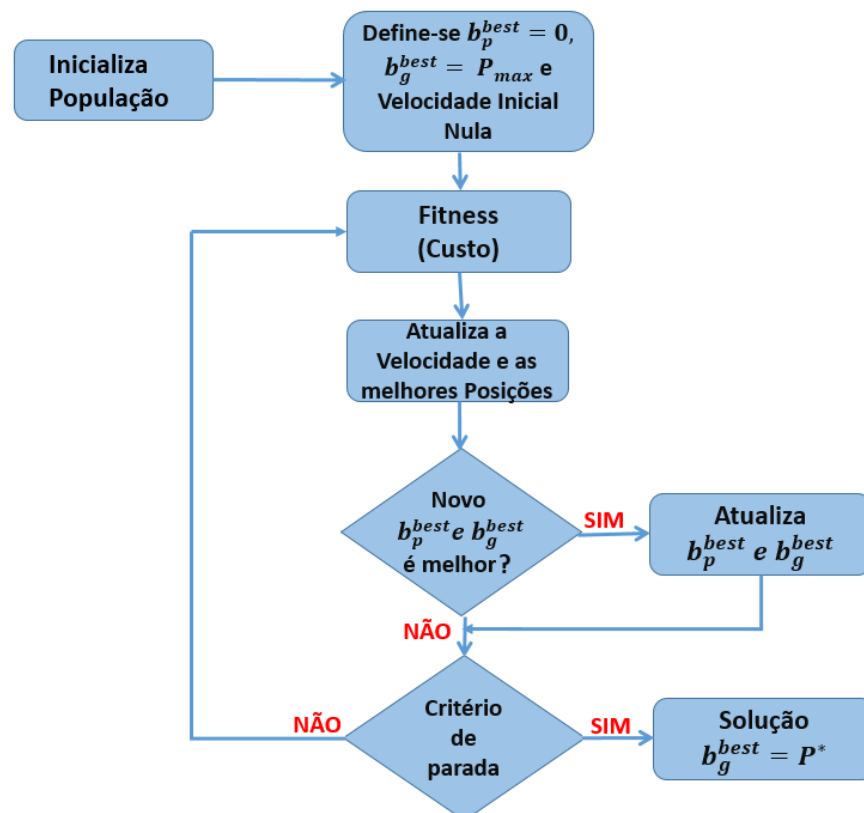 Inicializa
População
Define-se $b_p^{best} = 0$,
$b_g^{best} = P_{max}$ e
Velocidade Inicial
Nula
Fitness
(Custo)
Atualiza a
Velocidade e as
melhores Posições
Novo
$b_p^{best} e b_g^{best}$
é melhor?
SIM
Atualiza
$b_p^{best} e b_g^{best}$
NÃO
Critério
de
parada
NÃO
SIM
Solução
$b_g^{best} = P^*$